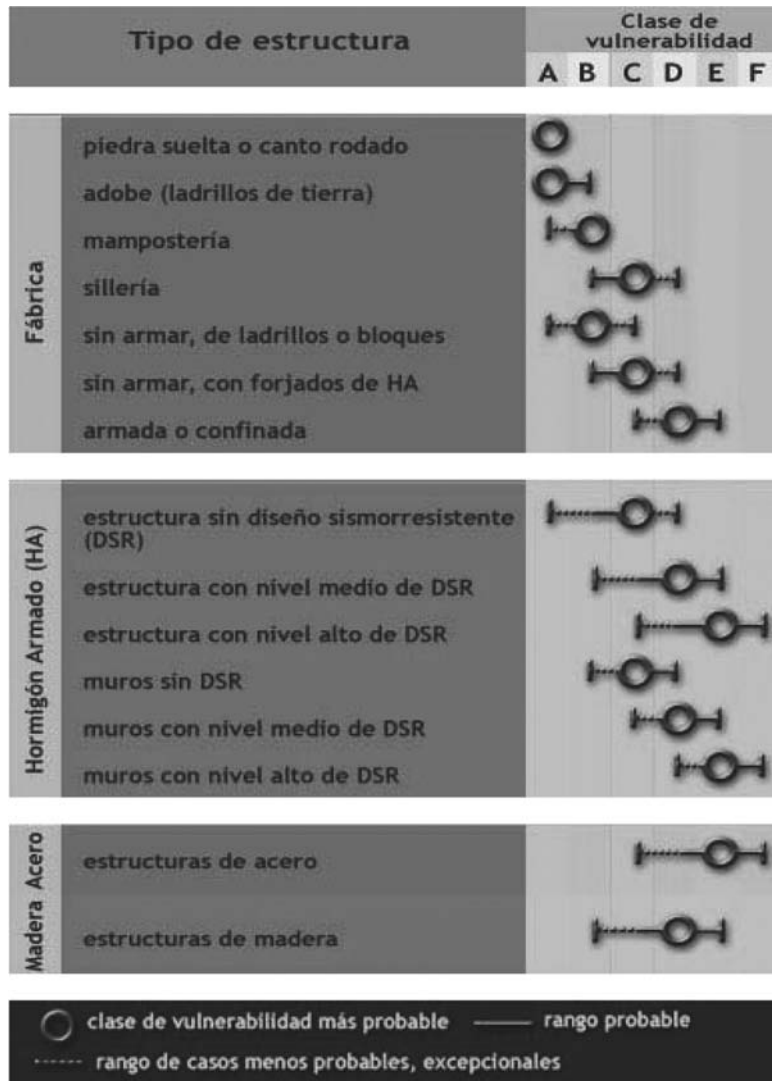 Tipo de estructura
Clase de
vulnerabilidad
A B C D E F
Fábrica
piedra suelta o canto rodado
adobe (ladrillos de tierra)
mampostería
sillería
sin armar, de ladrillos o bloques
sin armar, con forjados de HA
armada o confinada
Hormigón Armado (HA)
estructura sin diseño sismorresistente
(DSR)
estructura con nivel medio de DSR
estructura con nivel alto de DSR
muros sin DSR
muros con nivel medio de DSR
muros con nivel alto de DSR
Acero
estructuras de acero
Madera
estructuras de madera
clase de vulnerabilidad más probable
rango probable
rango de casos menos probables, excepcionales